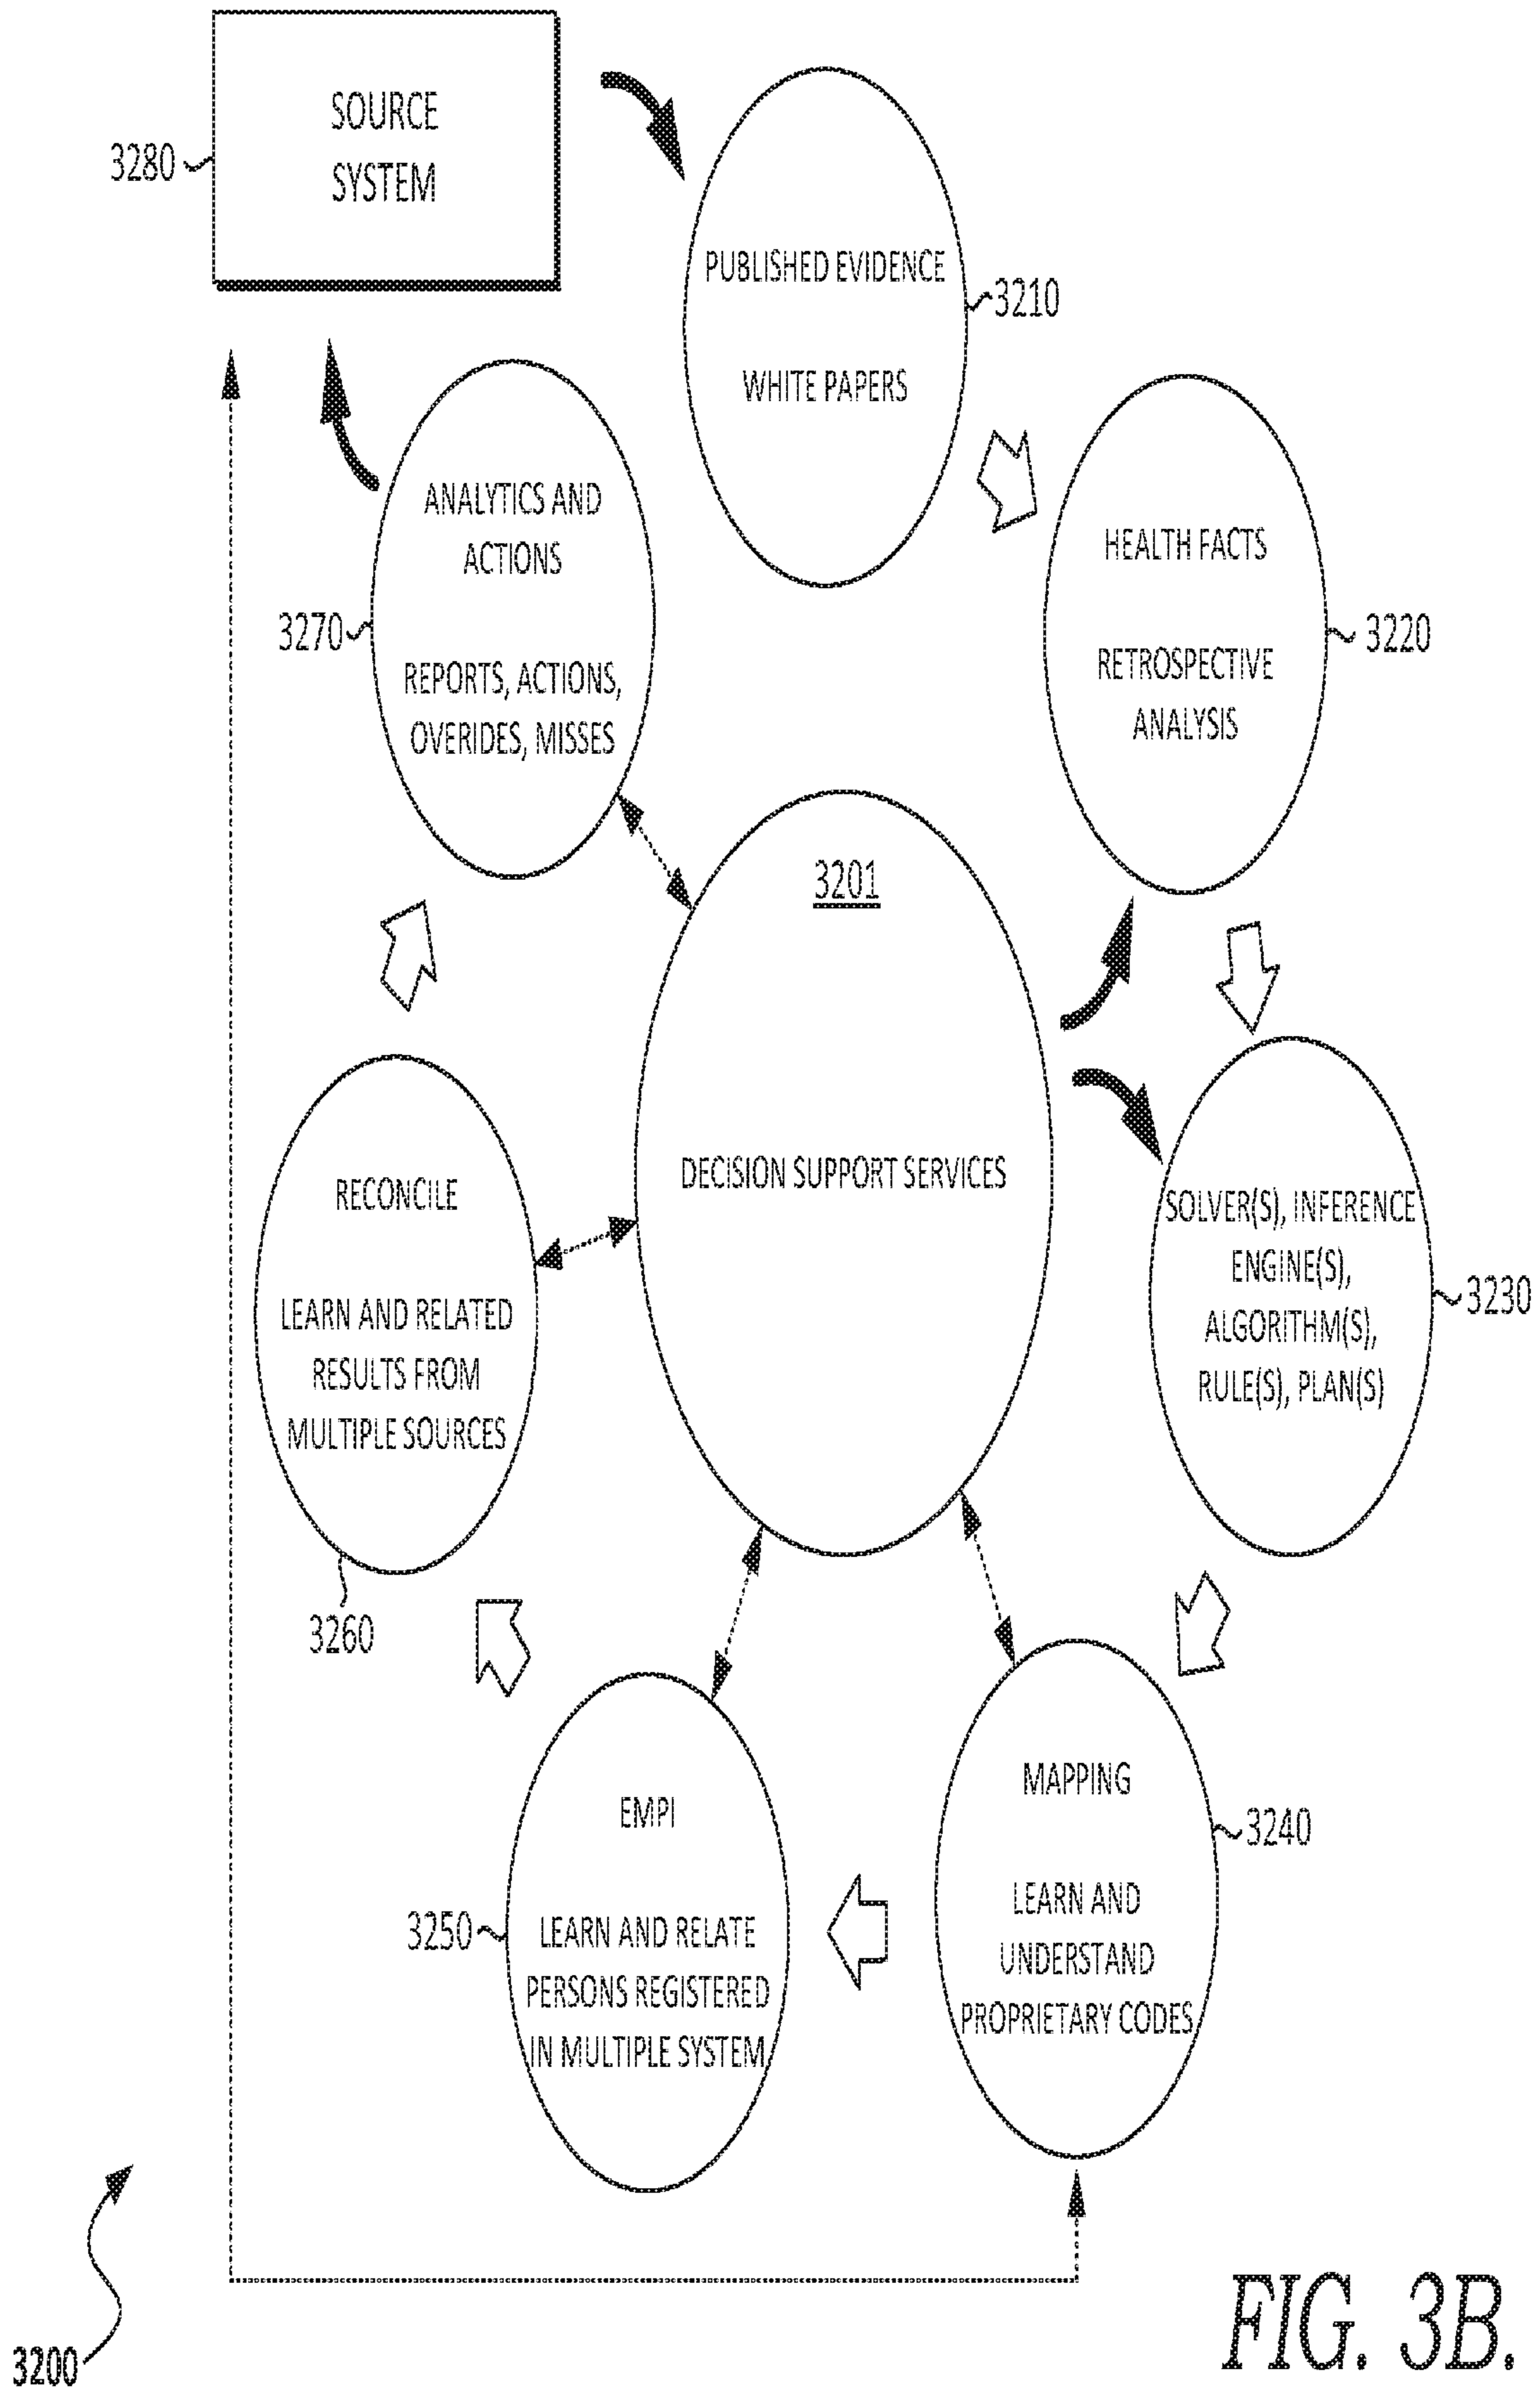 SOURCE
SYSTEM
3280
PUBLISHED EVIDENCE
WHITE PAPERS
3210
HEALTH FACTS
RETROSPECTIVE
ANALYSIS
3220
ANALYTICS AND
ACTIONS
REPORTS, ACTIONS,
OVERIDES, MISSES
3270
3201
DECISION SUPPORT SERVICES
SOLVER(S), INFERENCE
ENGINE(S),
ALGORITHM(S),
RULE(S), PLAN(S)
3230
RECONCILE
LEARN AND RELATED
RESULTS FROM
MULTIPLE SOURCES
3260
MAPPING
LEARN AND
UNDERSTAND
PROPRIETARY CODES
3240
EMPI
LEARN AND RELATE
PERSONS REGISTERED
IN MULTIPLE SYSTEM
3250
3200
FIG. 3B.